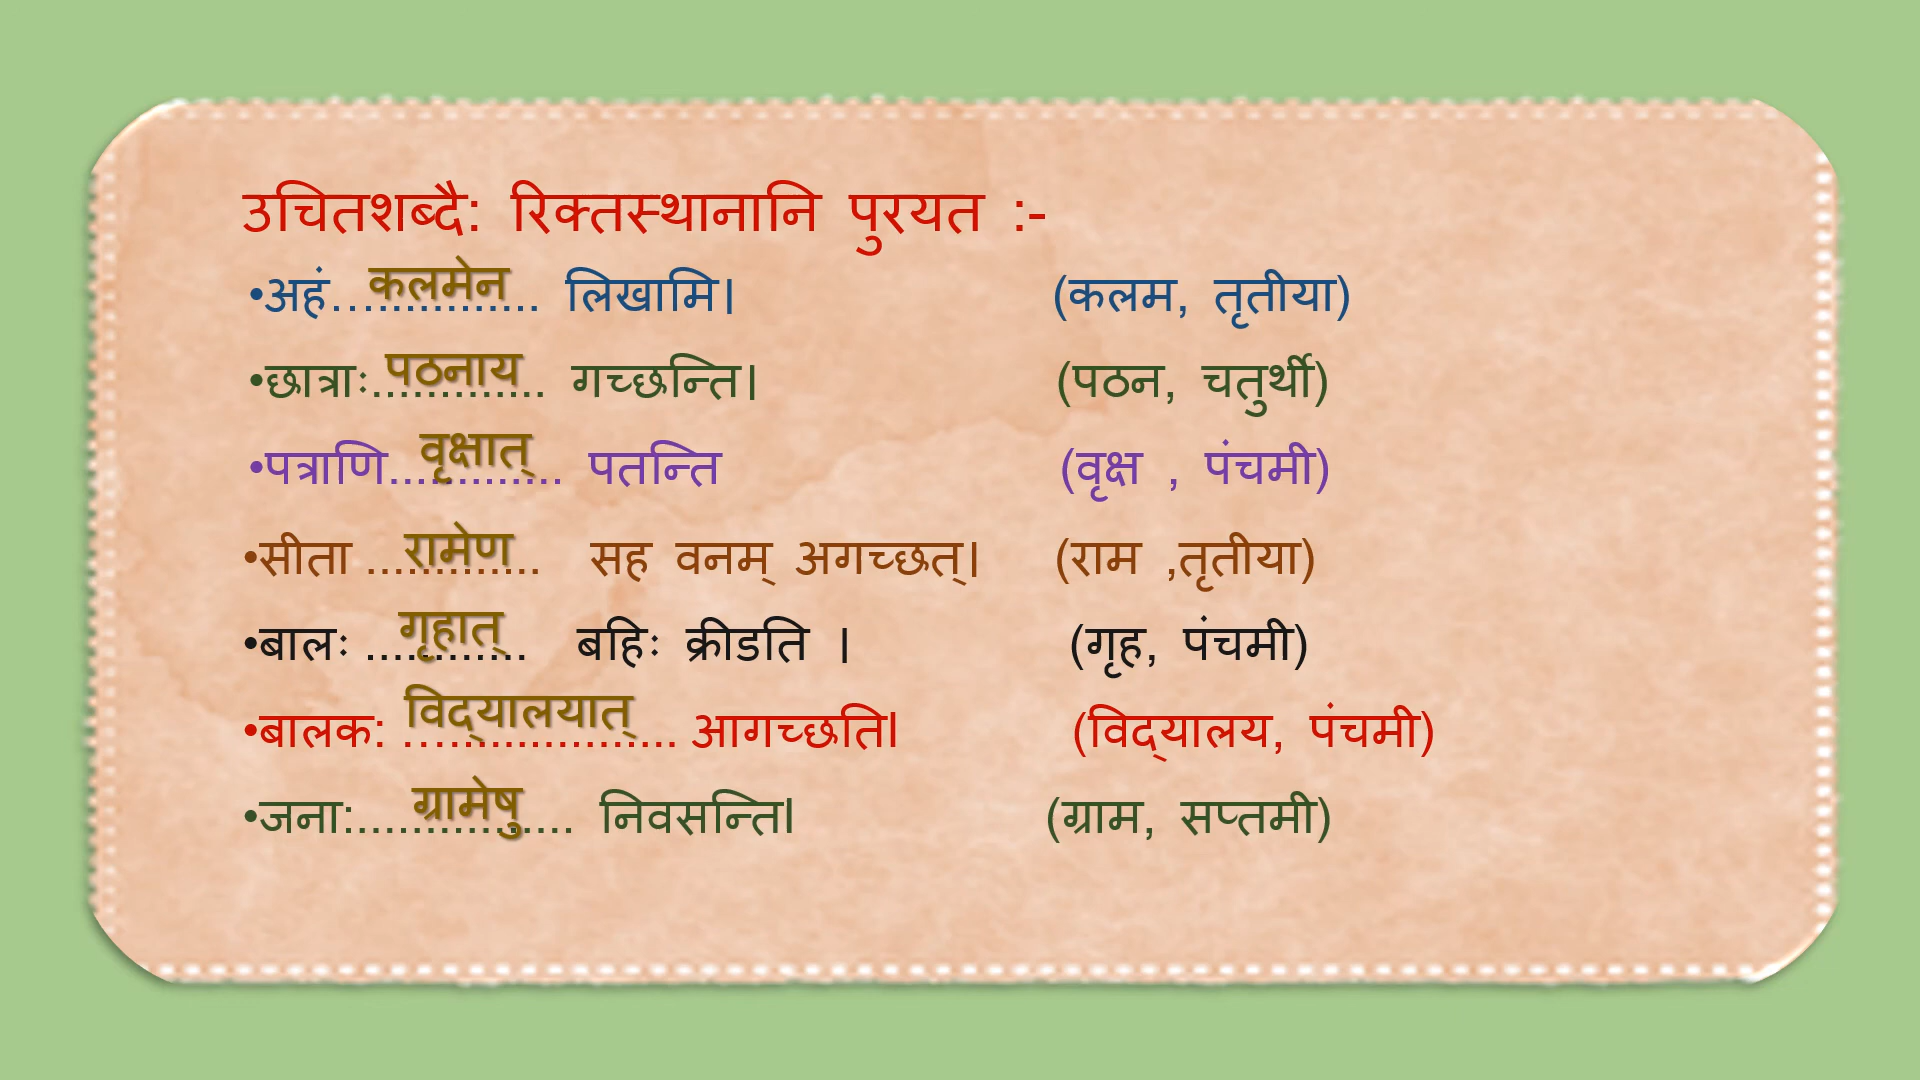 उचितशब्दै: रिक्तस्थानानि पुरयत :-
•अहं…कलमेन............ लिखामि। (कलम, तृतीया)
•छात्राः.............पठनाय गच्छन्ति। (पठन, चतुर्थी)
•पत्राणि.............वृक्षात् पतन्ति (वृक्ष , पंचमी)
•सीता .............रामेण सह वनम् अगच्छत्। (राम ,तृतीया)
•बालः ............गृहात् बहिः क्रीडति । (गृह, पंचमी)
•बालक: ...................विद्यालयात् आगच्छति। (विद्यालय, पंचमी)
•जना:................ग्रामेषु निवसन्ति। (ग्राम, सप्तमी)